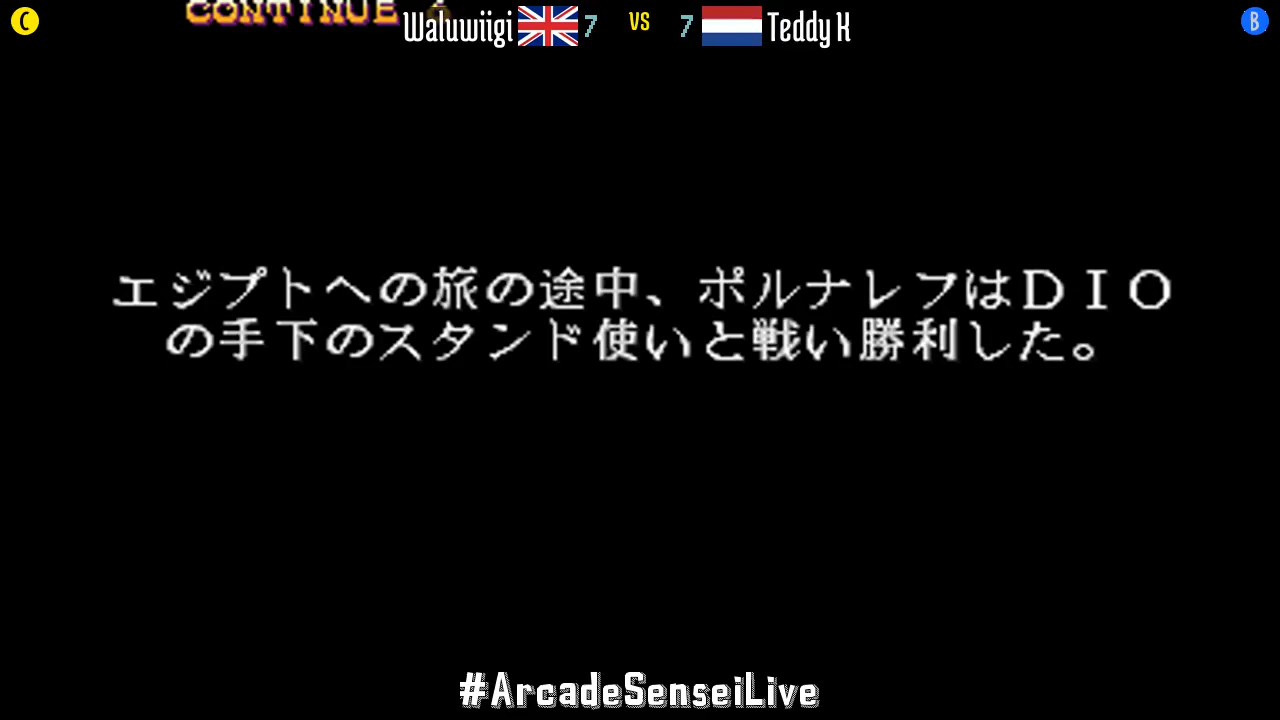 C
CONTINUE
Waluwiigi 7 VS 7 Teddy K
B
エジプトへの旅の途中、ポルナレフはＤＩＯ
の手下のスタンド使いと戦い勝利した。
#ArcadeSenseiLive